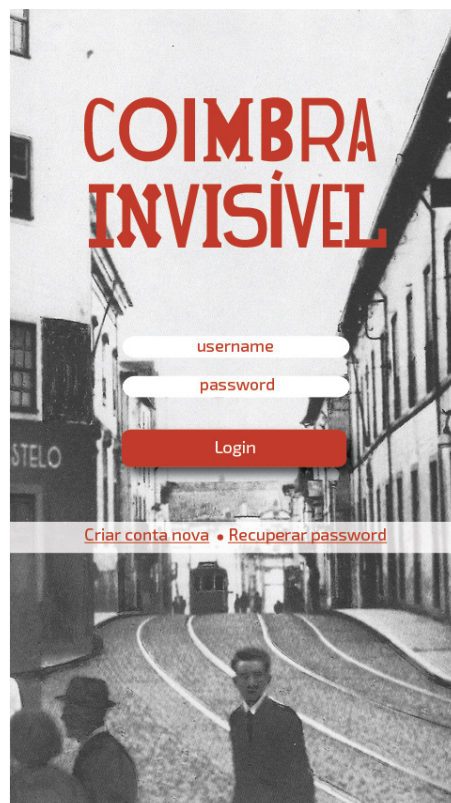 COIMBRA
INVISÍVEL
username
password
Login
STELO
Criar conta nova • Recuperar password